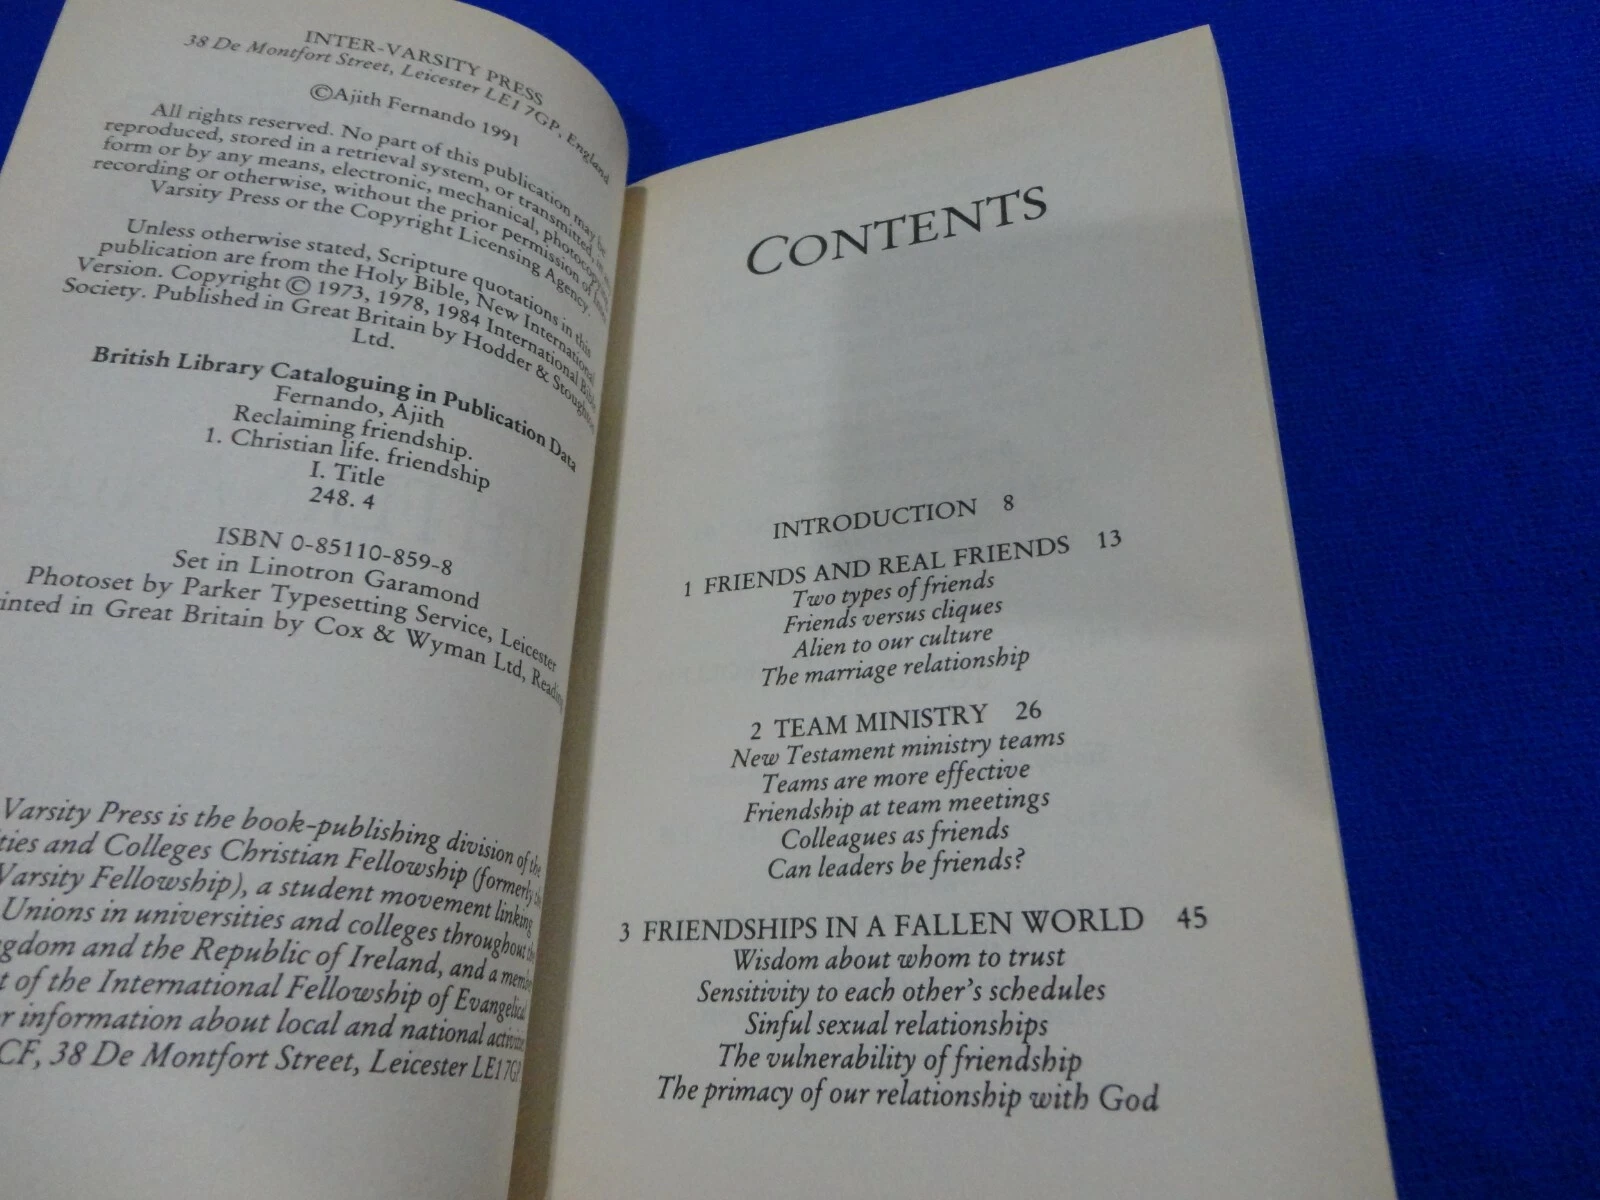 INTER-VARSITY PRESS
38 De Montfort Street, Leicester LE1 7GP, England
©Ajith Fernando 1991
All rights reserved. No part of this publication may be
reproduced, stored in a retrieval system, or transmitted, in
form or by any means, electronic, mechanical, photocopying
recording or otherwise, without the prior permission of
Varsity Press or the Copyright Licensing Agency.
Unless otherwise stated, Scripture quotations in this
publication are from the Holy Bible, New International
Version. Copyright © 1973, 1978, 1984 International Bible
Society. Published in Great Britain by Hodder & Stoughton
Ltd.
British Library Cataloguing in Publication Data
Fernando, Ajith
Reclaiming friendship.
1. Christian life. friendship
I. Title
248. 4
ISBN 0-85110-859-8
Set in Linotron Garamond
Photoset by Parker Typesetting Service, Leicester
inted in Great Britain by Cox & Wyman Ltd, Reading
Varsity Press is the book-publishing division of the
ties and Colleges Christian Fellowship (formerly the
Varsity Fellowship), a student movement linking
Unions in universities and colleges throughout the
gdom and the Republic of Ireland, and a membe
t of the International Fellowship of Evangelical
r information about local and national activities
CF, 38 De Montfort Street, Leicester LE1 7GP.
CONTENTS
INTRODUCTION 8
1 FRIENDS AND REAL FRIENDS 13
Two types of friends
Friends versus cliques
Alien to our culture
The marriage relationship
2 TEAM MINISTRY 26
New Testament ministry teams
Teams are more effective
Friendship at team meetings
Colleagues as friends
Can leaders be friends?
3 FRIENDSHIPS IN A FALLEN WORLD 45
Wisdom about whom to trust
Sensitivity to each other's schedules
Sinful sexual relationships
The vulnerability of friendship
The primacy of our relationship with God